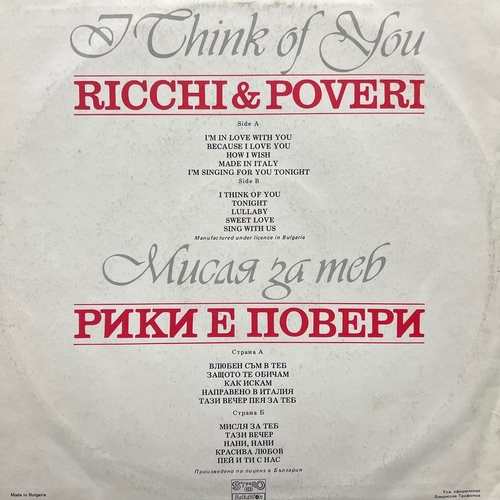 I Think of You
RICCHI & POVERI
Side A
I'M IN LOVE WITH YOU
BECAUSE I LOVE YOU
HOW I WISH
MADE IN ITALY
I'M SINGING FOR YOU TONIGHT
Side B
I THINK OF YOU
TONIGHT
LULLABY
SWEET LOVE
SING WITH US
Manufactured under licence in Bulgaria
Мисля за теб
РИКИ Е ПОВЕРИ
Страна А
ВЛЮБЕН СЪМ В ТЕБ
ЗАЩОТО ТЕ ОБИЧАМ
КАК ИСКАМ
НАПРАВЕНО В ИТАЛИЯ
ТАЗИ ВЕЧЕР ПЕЯ ЗА ТЕБ
Страна Б
МИСЛЯ ЗА ТЕБ
ТАЗИ ВЕЧЕР
НАНИ, НАНИ
КРАСИВА ЛЮБОВ
ПЕЙ И ТИ С НАС
Произведено по лиценз в България
Made in Bulgaria
STEREO
Худ. оформление